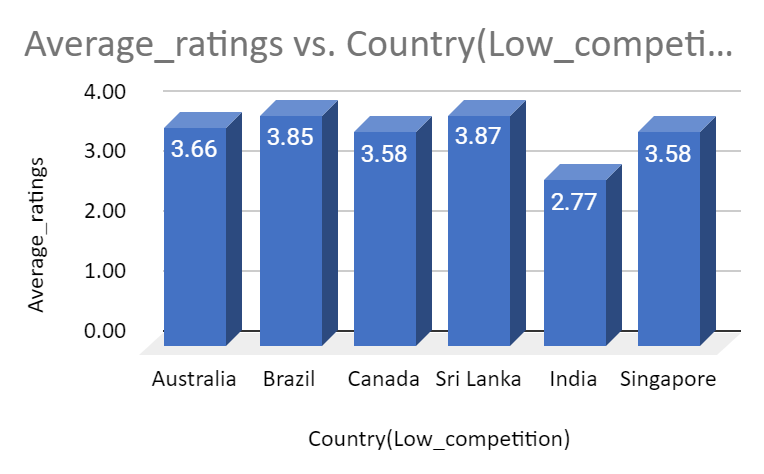 Average_ratings vs. Country(Low_competi...
4.00
3.00
2.00
1.00
0.00
Average_ratings
3.66
3.85
3.58
3.87
2.77
3.58
Australia
Brazil
Canada
Sri Lanka
India
Singapore
Country(Low_competition)